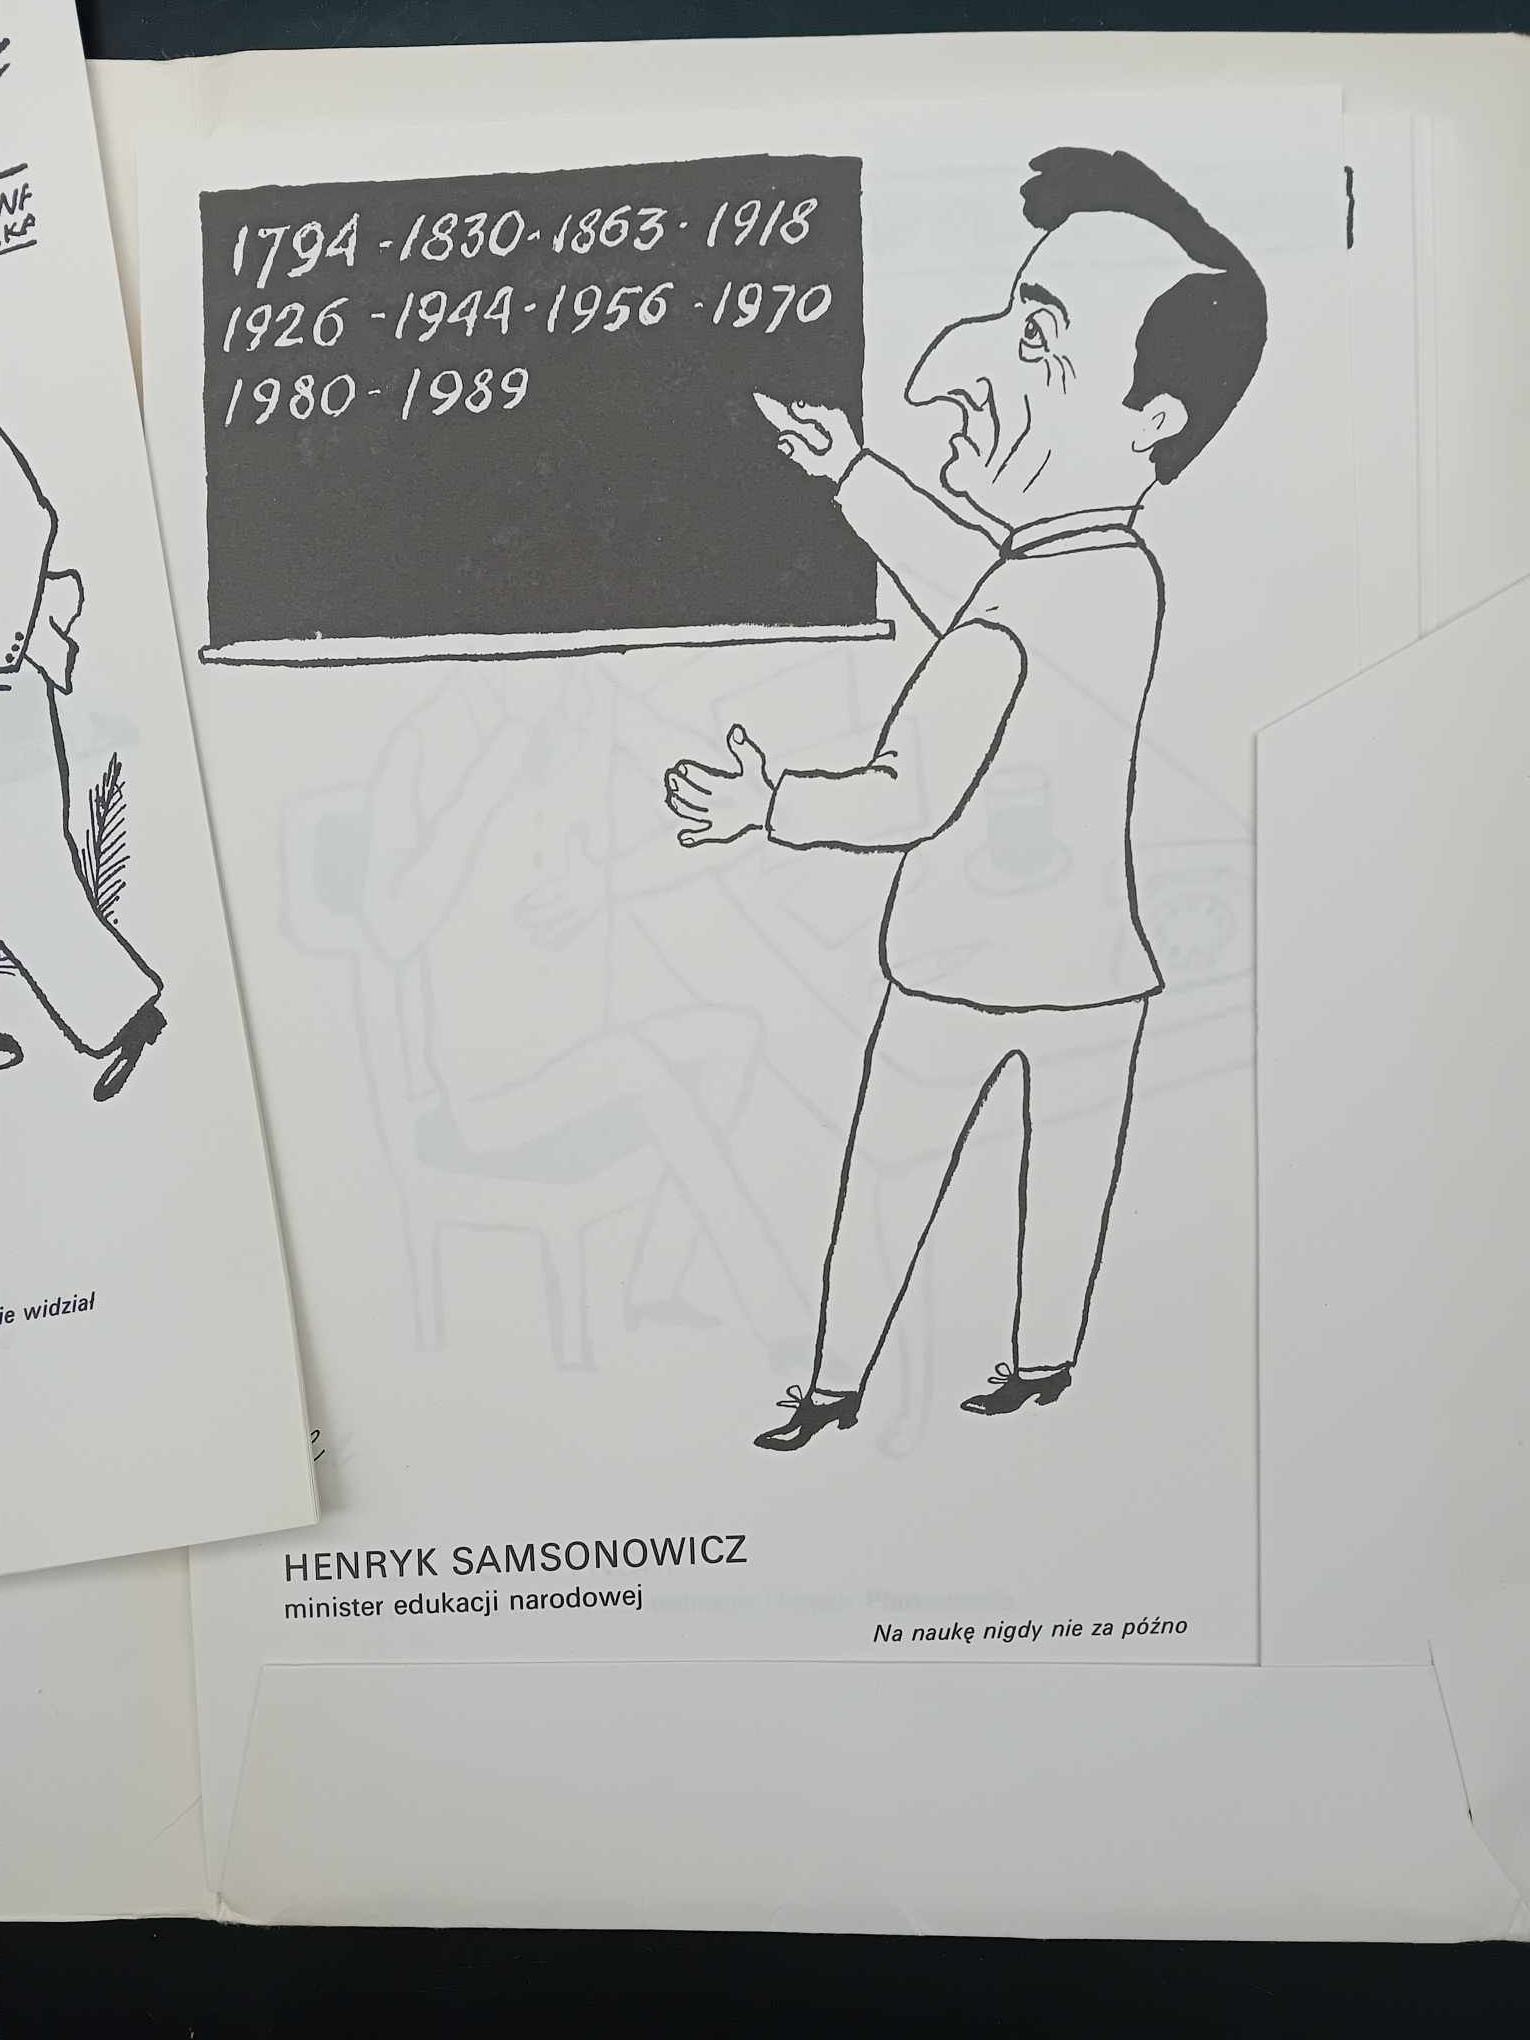 1794 - 1830 - 1863 - 1918
1926 - 1944 - 1956 - 1970
1980 - 1989
widział
HENRYK SAMSONOWICZ
minister edukacji narodowej
Na naukę nigdy nie za późno